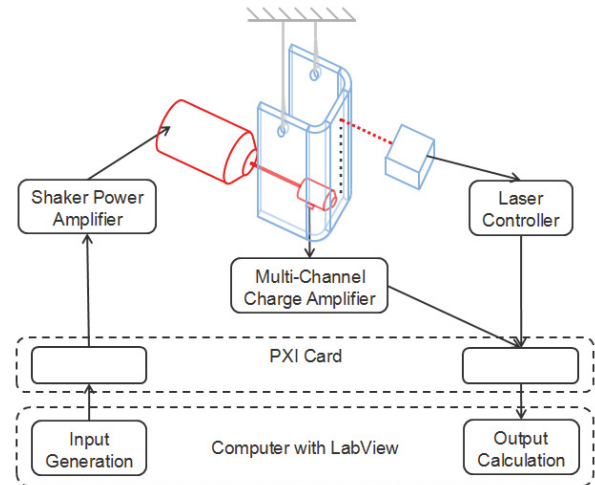 Shaker Power
Amplifier
Laser
Controller
Multi-Channel
Charge Amplifier
PXI Card
Input
Generation
Computer with LabView
Output
Calculation